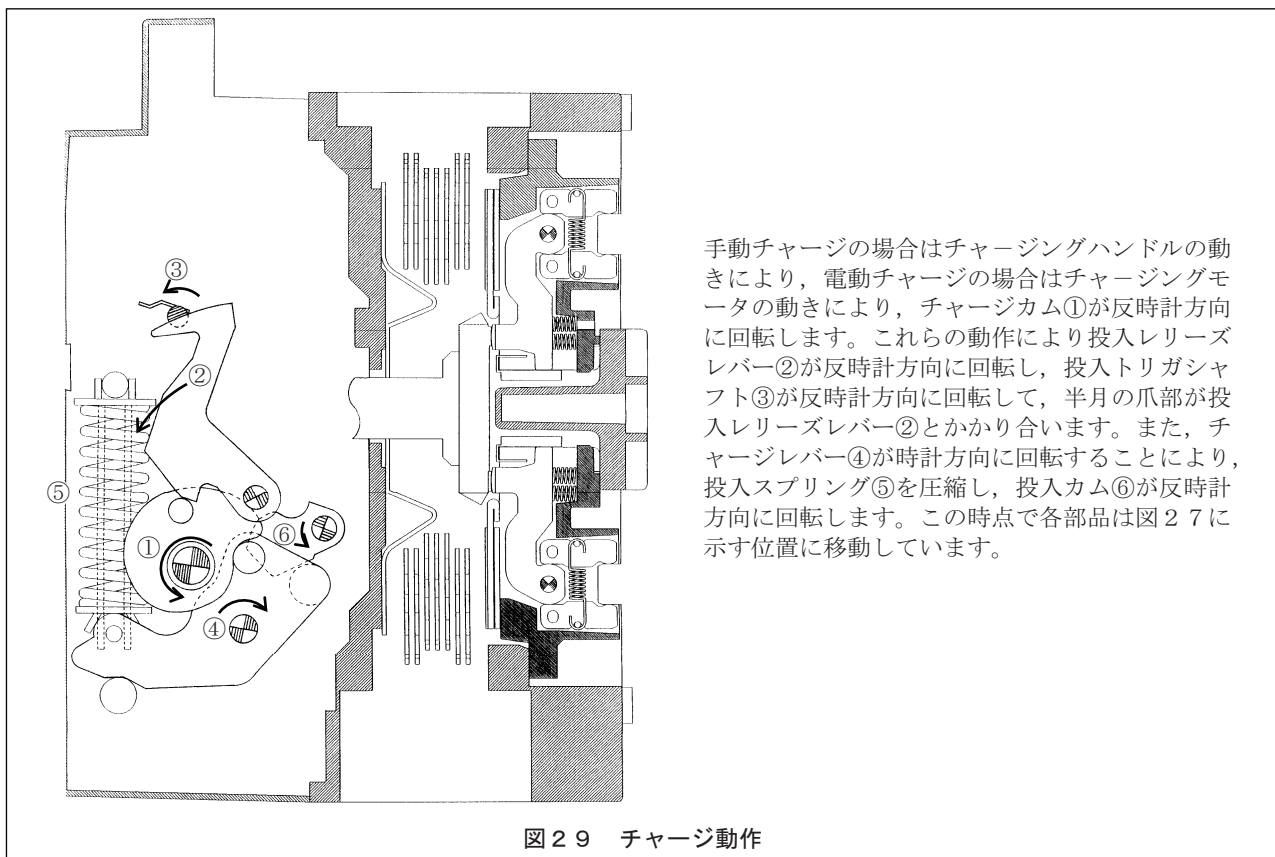 ③
②
⑤
⑥
①
④
手動チャージの場合はチャージングハンドルの動
きにより，電動チャージの場合はチャージングモ
ータの動きにより，チャージカム①が反時計方向
に回転します。これらの動作により投入レリーズ
レバー②が反時計方向に回転し，投入トリガシャ
フト③が反時計方向に回転して，半月の爪部が投
入レリーズレバー②とかかり合います。また，チ
ャージレバー④が時計方向に回転することにより，
投入スプリング⑤を圧縮し，投入カム⑥が反時計
方向に回転します。この時点で各部品は図２７に
示す位置に移動しています。
図２９　チャージ動作